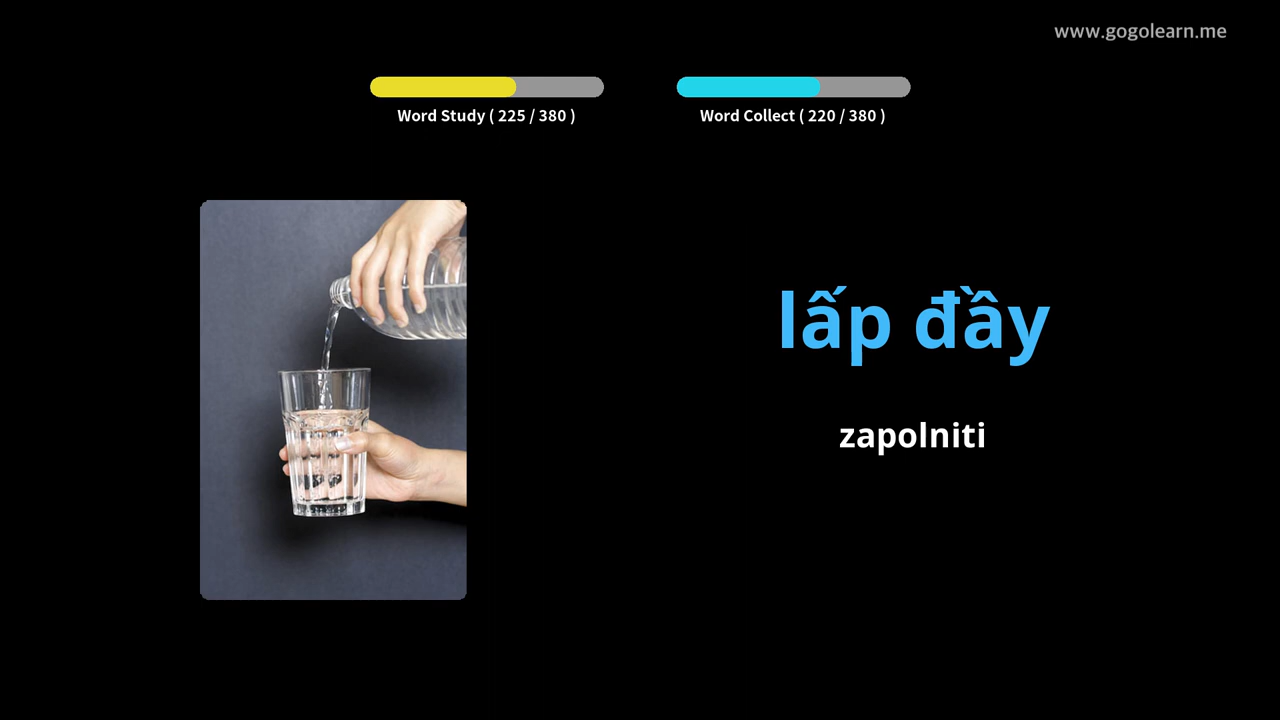 www.gogolearn.me
Word Study ( 225 / 380 )
Word Collect ( 220 / 380 )
lấp đầy
zapolniti